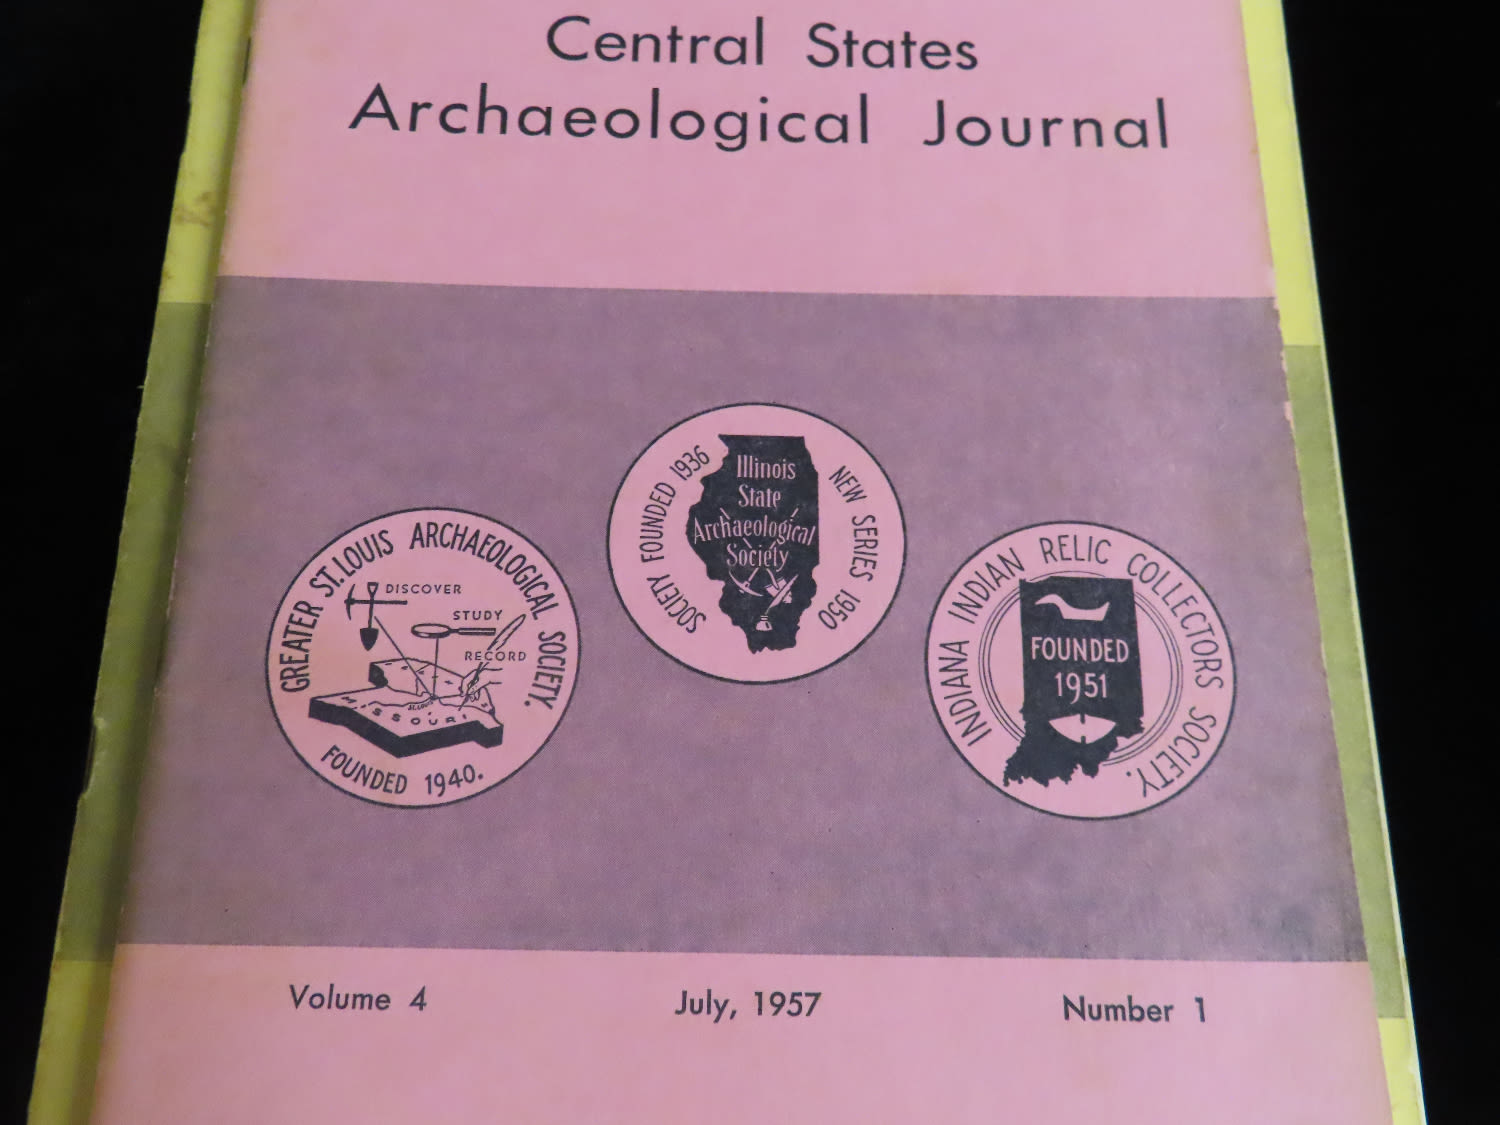 Central States
Archaeological Journal
GREATER ST. LOUIS ARCHAEOLOGICAL SOCIETY.
DISCOVER
STUDY
RECORD
ST. LOUIS
MISSOURI
FOUNDED 1940.
SOCIETY FOUNDED 1936
NEW SERIES 1950
Illinois
State
Archaeological
Society
INDIANA INDIAN RELIC COLLECTORS SOCIETY.
FOUNDED
1951
Volume 4
July, 1957
Number 1